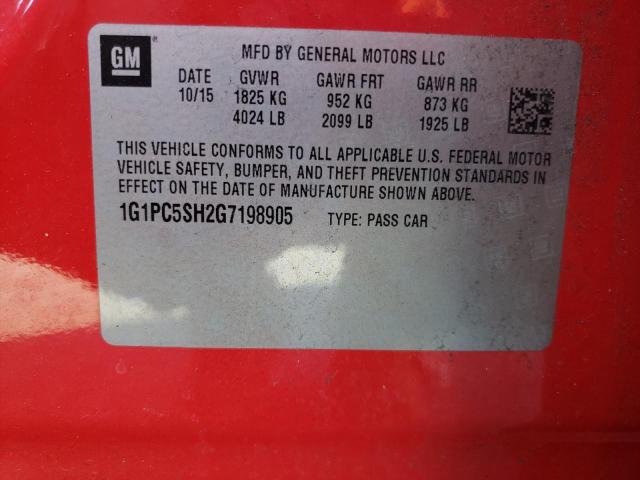 GM
MFD BY GENERAL MOTORS LLC
DATE GVWR GAWR FRT GAWR RR
10/15 1825 KG 952 KG 873 KG
4024 LB 2099 LB 1925 LB
THIS VEHICLE CONFORMS TO ALL APPLICABLE U.S. FEDERAL MOTOR
VEHICLE SAFETY, BUMPER, AND THEFT PREVENTION STANDARDS IN
EFFECT ON THE DATE OF MANUFACTURE SHOWN ABOVE.
1G1PC5SH2G7198905 TYPE: PASS CAR